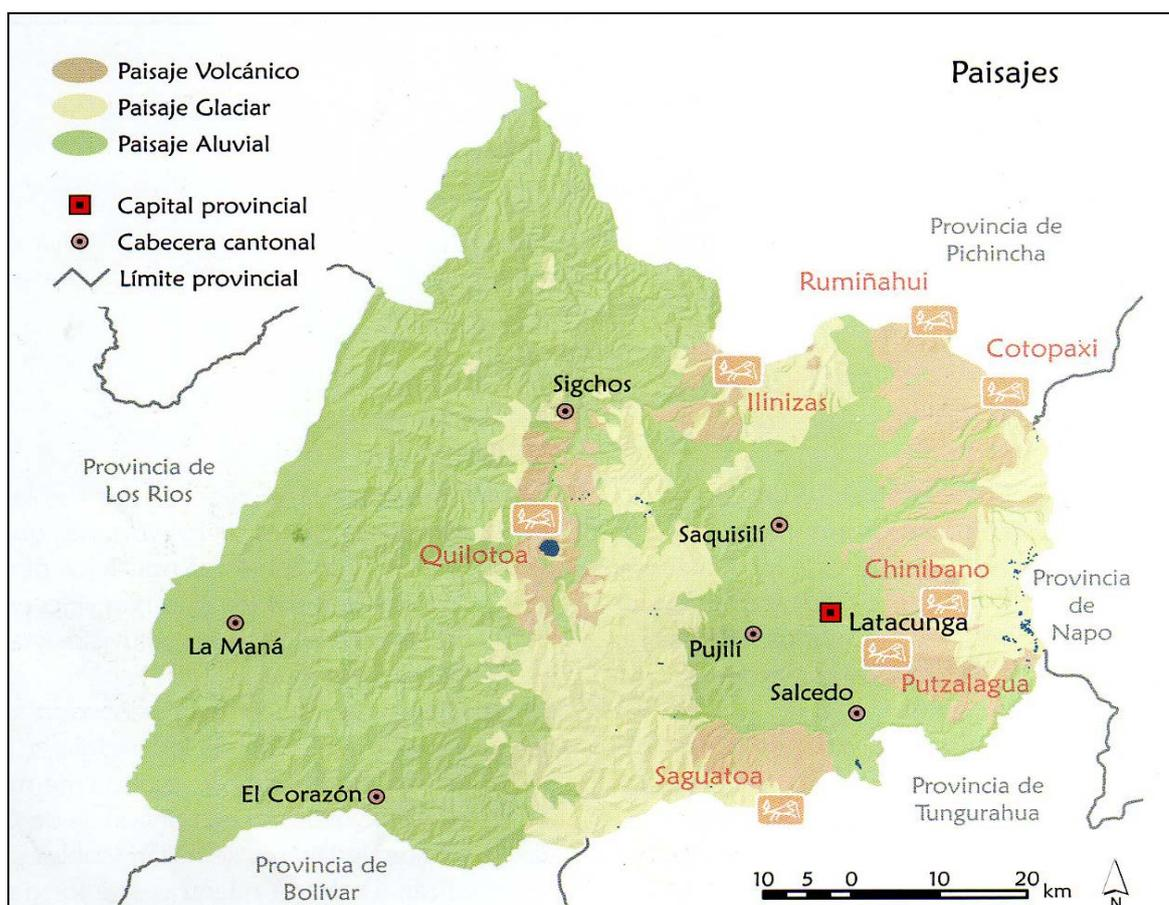 Paisaje Volcánico
Paisajes
Paisaje Glaciar
Paisaje Aluvial
Capital provincial
Cabecera cantonal
Límite provincial
Provincia de
Pichincha
Rumiñahui
Cotopaxi
Ilinizas
Sigchos
Provincia de
Los Rios
Saquisilí
Quilotoa
Chinibano
Provincia
de
Napo
La Maná
Latacunga
Pujilí
Putzalagua
Salcedo
Saguatoa
El Corazón
Provincia de
Tungurahua
Provincia de
Bolívar
10 5 0 10 20 km
N